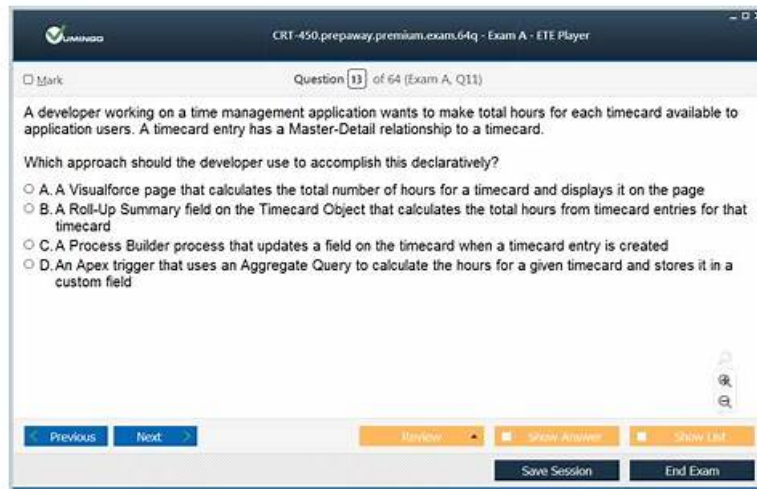 VUMINGO
CRT-450.prepaway.premium.exam.64q - Exam A - ETE Player
Mark
Question 13 of 64 (Exam A, Q11)
A developer working on a time management application wants to make total hours for each timecard available to
application users. A timecard entry has a Master-Detail relationship to a timecard.
Which approach should the developer use to accomplish this declaratively?
A. A Visualforce page that calculates the total number of hours for a timecard and displays it on the page
B. A Roll-Up Summary field on the Timecard Object that calculates the total hours from timecard entries for that
timecard
C. A Process Builder process that updates a field on the timecard when a timecard entry is created
D. An Apex trigger that uses an Aggregate Query to calculate the hours for a given timecard and stores it in a
custom field
Previous
Next
Review
Show Answer
Show List
Save Session
End Exam